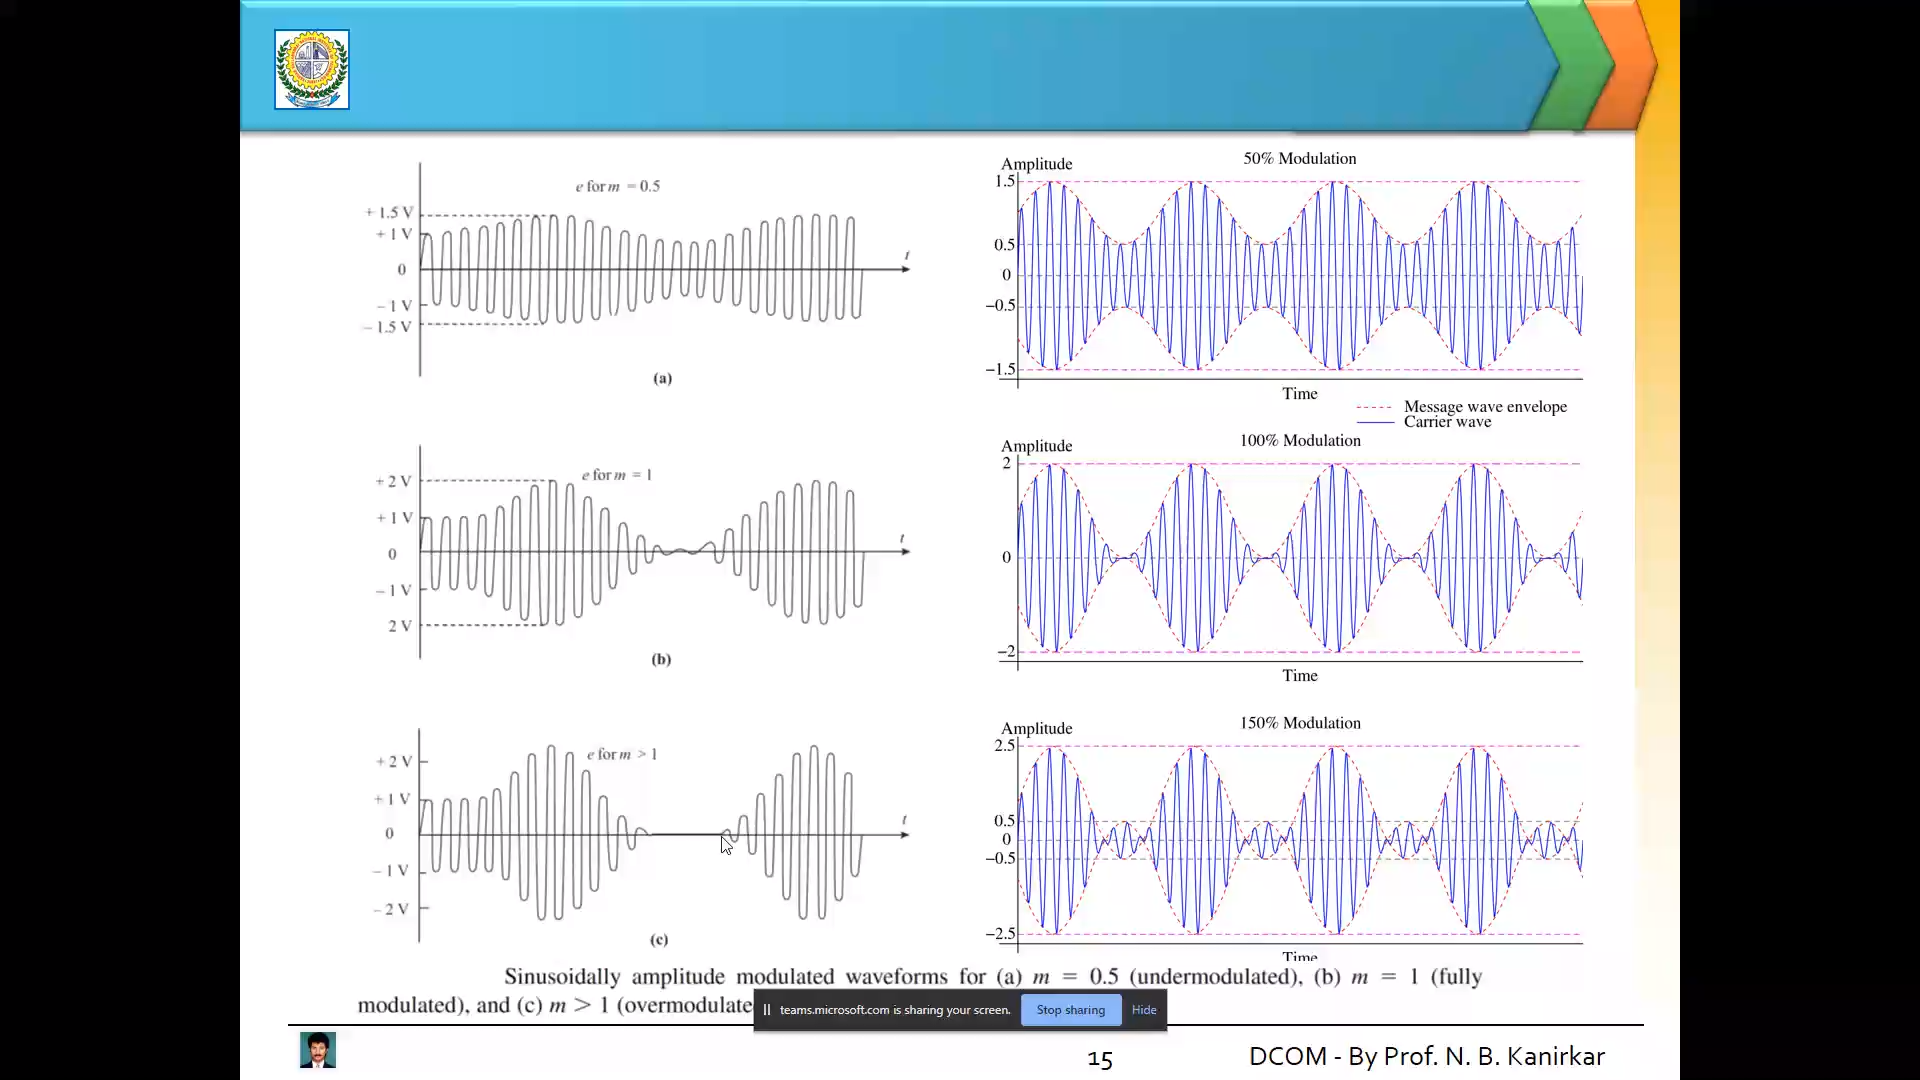 e for m = 0.5
+ 1.5 V
+ 1 V
0
t
− 1 V
− 1.5 V
(a)
50% Modulation
Amplitude
1.5
0.5
0
−0.5
−1.5
Time
Message wave envelope
Carrier wave
e for m = 1
+ 2 V
+ 1 V
0
t
− 1 V
2 V
(b)
100% Modulation
Amplitude
2
0
−2
Time
e for m > 1
+ 2 V
+ 1 V
0
t
− 1 V
− 2 V
(c)
150% Modulation
Amplitude
2.5
0.5
0
−0.5
−2.5
Time
Sinusoidally amplitude modulated waveforms for (a) m = 0.5 (undermodulated), (b) m = 1 (fully
modulated), and (c) m > 1 (overmodulate
teams.microsoft.com is sharing your screen. Stop sharing Hide
15 DCOM - By Prof. N. B. Kanirkar